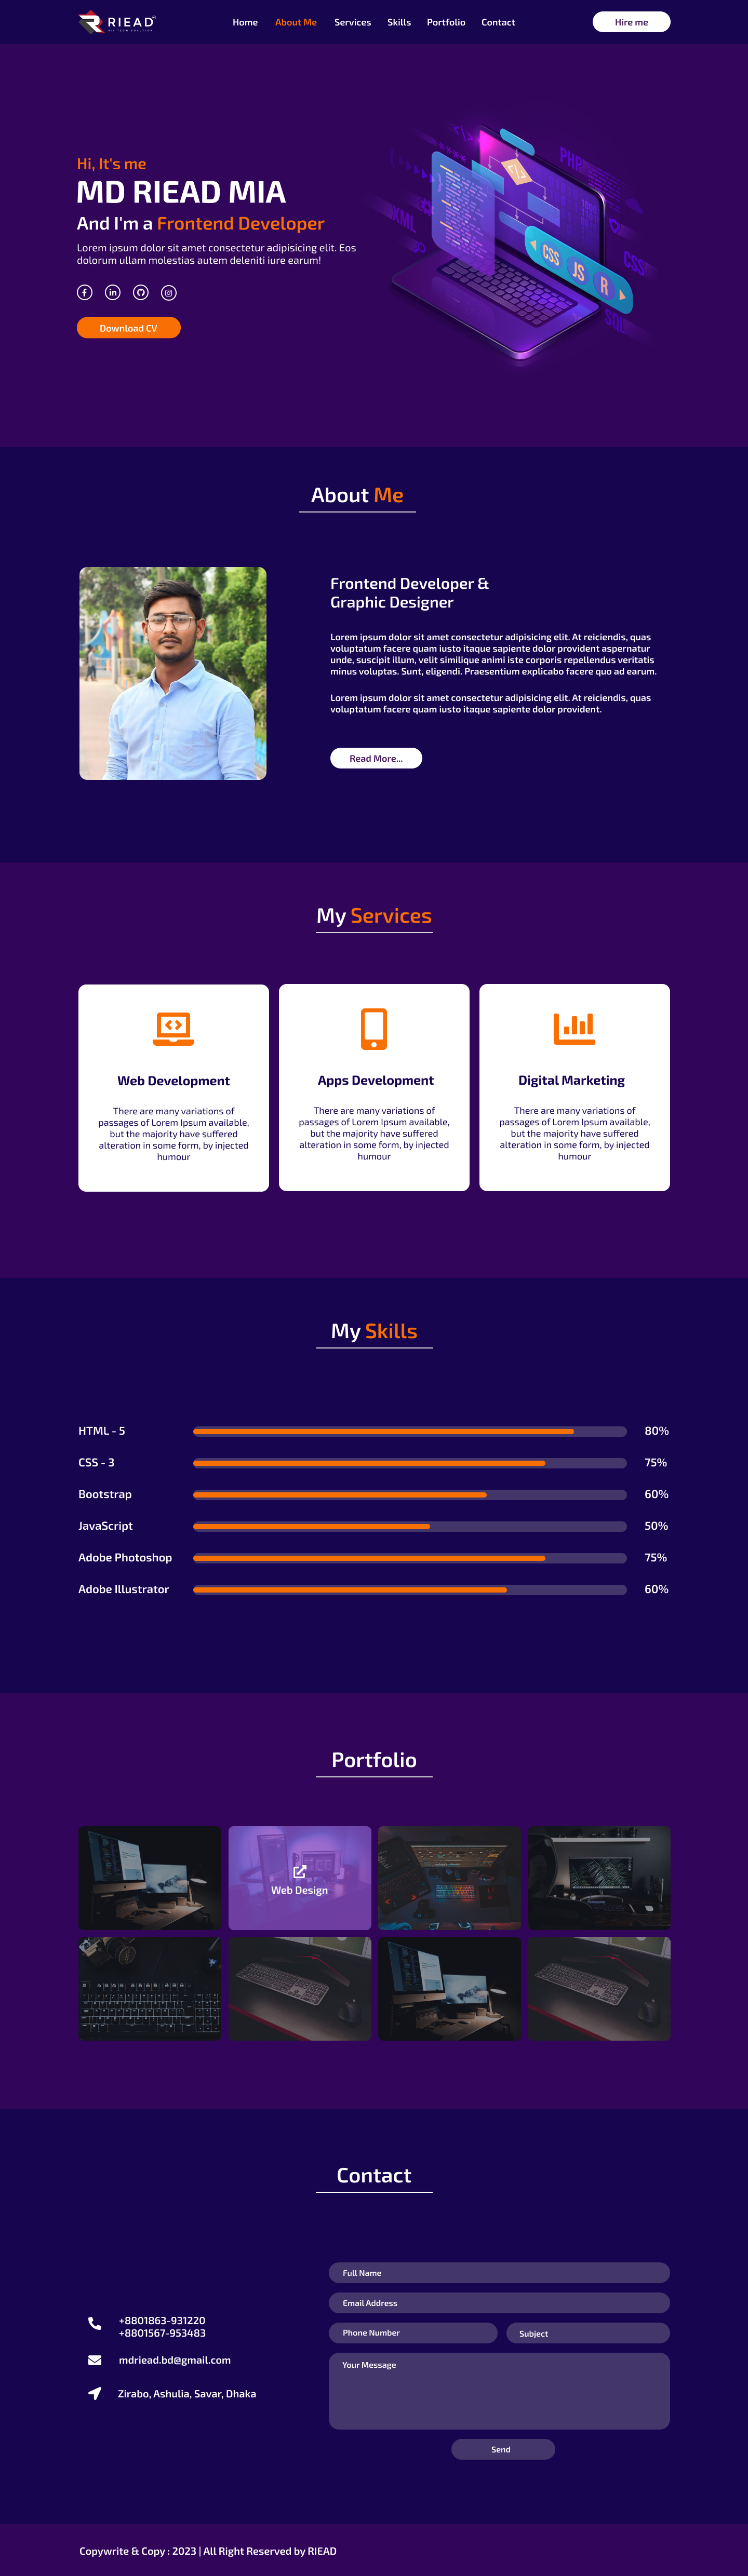 RIEAD
Home About Me Services Skills Portfolio Contact
Hire me
Hi, It's me
MD RIEAD MIA
And I'm a Frontend Developer
Lorem ipsum dolor sit amet consectetur adipisicing elit. Eos
dolorum ullam molestias autem deleniti iure earum!
Download CV
</>
PHP
XML
CSS
JS
R
CSS
SQL
About Me
Frontend Developer &
Graphic Designer
Lorem ipsum dolor sit amet consectetur adipisicing elit. At reiciendis, quas
voluptatum facere quam iusto itaque sapiente dolor provident aspernatur
unde, suscipit illum, velit similique animi iste corporis repellendus veritatis
minus voluptas. Sunt, eligendi. Praesentium explicabo facere quo ad earum.
Lorem ipsum dolor sit amet consectetur adipisicing elit. At reiciendis, quas
voluptatum facere quam iusto itaque sapiente dolor provident.
Read More...
My Services
Web Development
There are many variations of
passages of Lorem Ipsum available,
but the majority have suffered
alteration in some form, by injected
humour
Apps Development
There are many variations of
passages of Lorem Ipsum available,
but the majority have suffered
alteration in some form, by injected
humour
Digital Marketing
There are many variations of
passages of Lorem Ipsum available,
but the majority have suffered
alteration in some form, by injected
humour
My Skills
HTML - 5 80%
CSS - 3 75%
Bootstrap 60%
JavaScript 50%
Adobe Photoshop 75%
Adobe Illustrator 60%
Portfolio
Web Design
Contact
+8801863-931220
+8801567-953483
mdriead.bd@gmail.com
Zirabo, Ashulia, Savar, Dhaka
Full Name
Email Address
Phone Number
Subject
Your Message
Send
Copywrite & Copy : 2023 | All Right Reserved by RIEAD